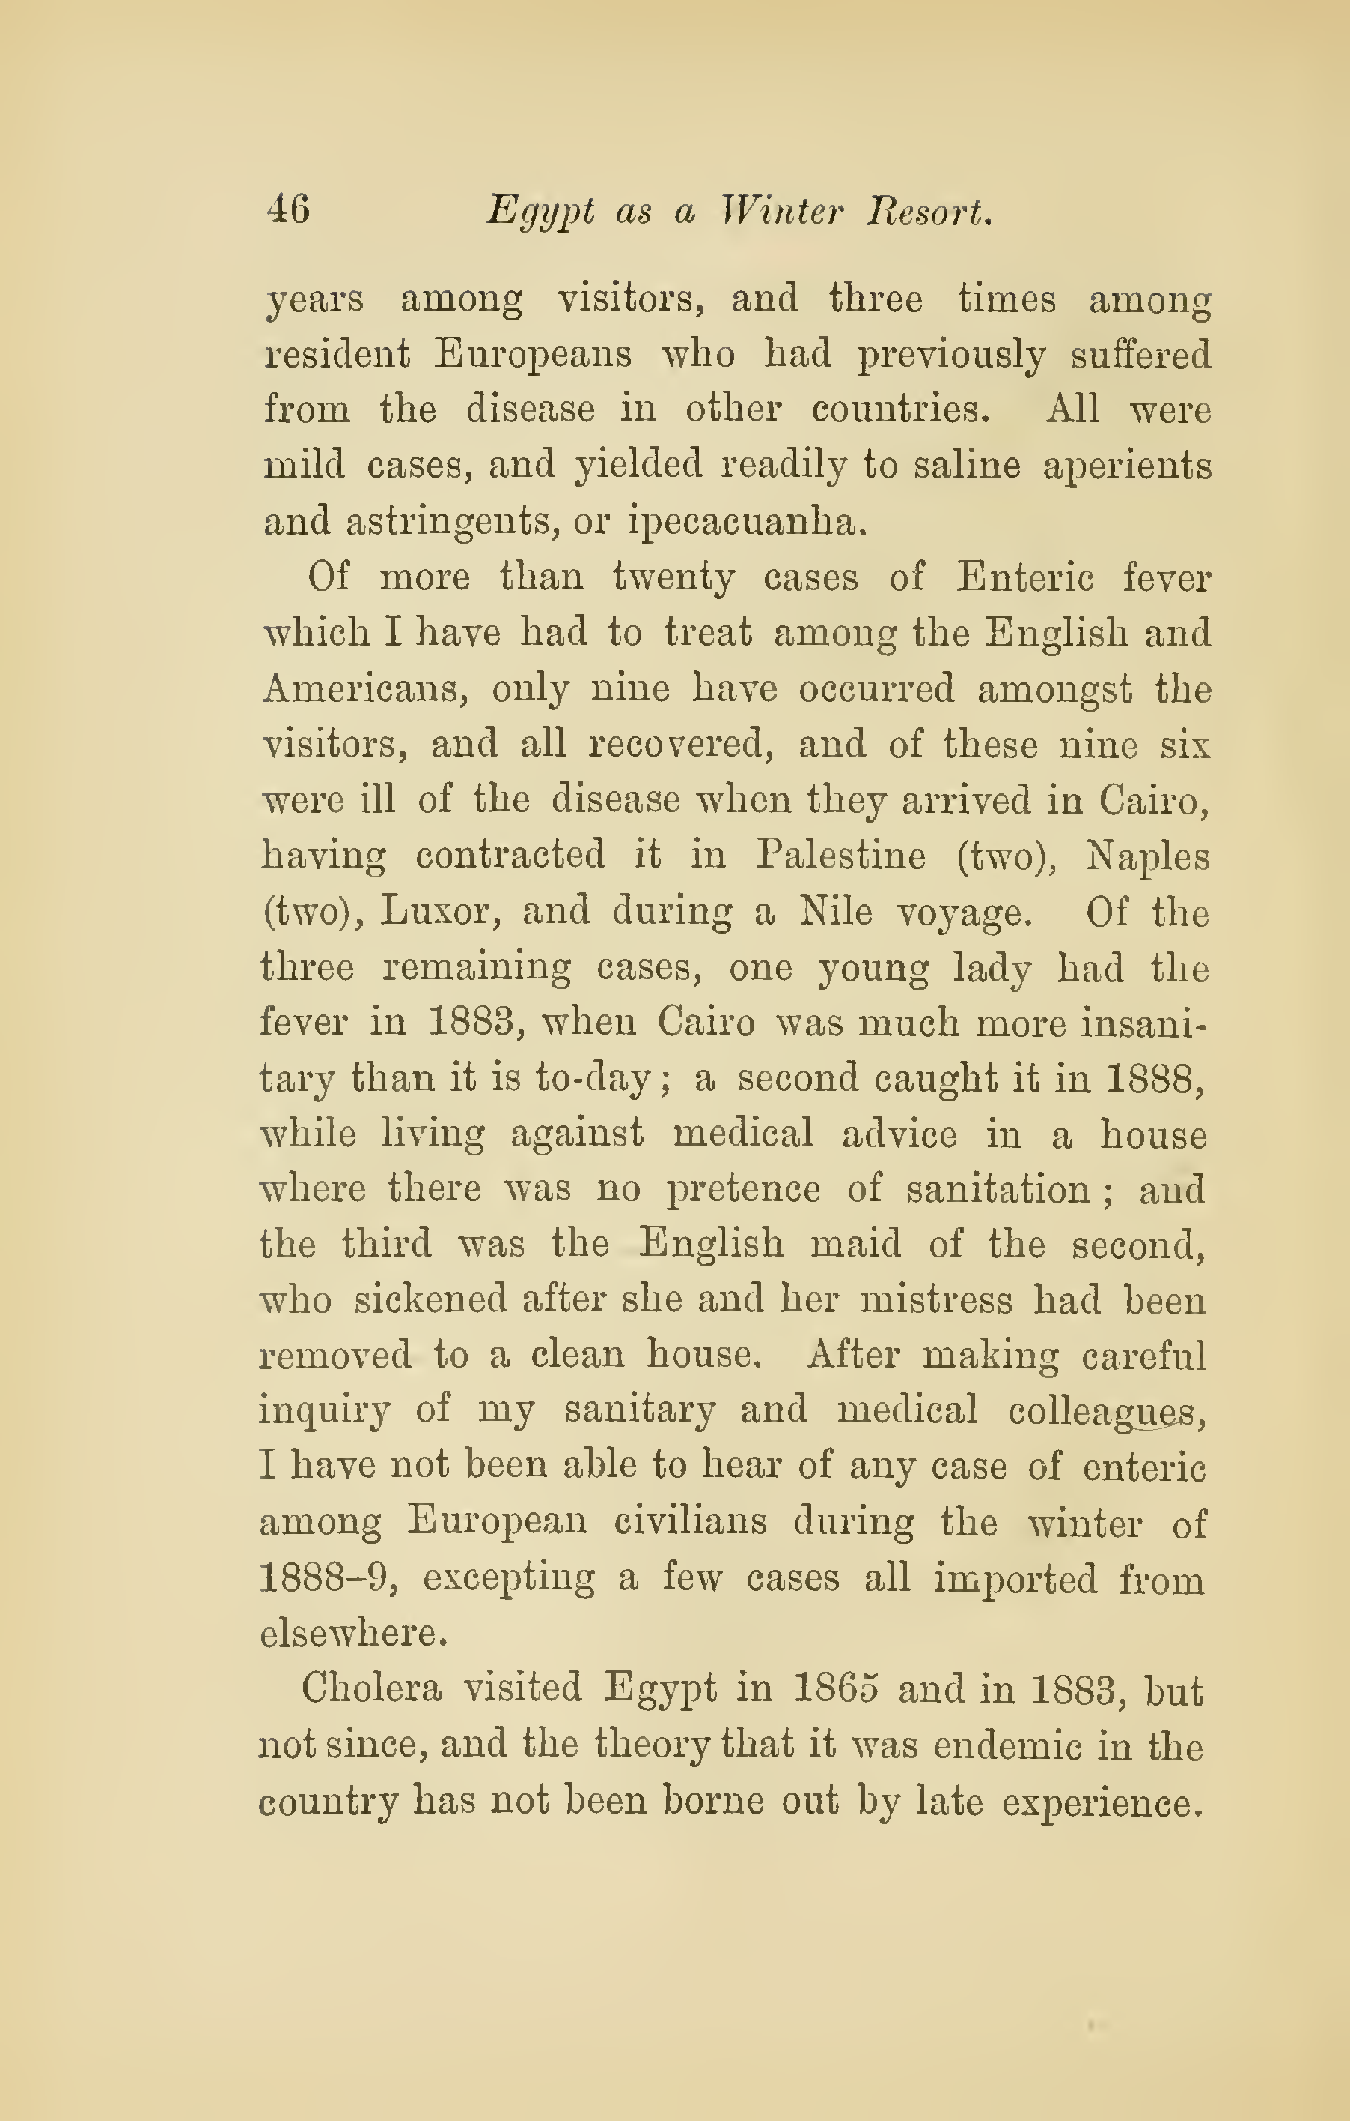 46 Egypt as a Winter Resort.
years among visitors, and three times among
resident Europeans who had previously suffered
from the disease in other countries. All were
mild cases, and yielded readily to saline aperients
and astringents, or ipecacuanha.
Of more than twenty cases of Enteric fever
which I have had to treat among the English and
Americans, only nine have occurred amongst the
visitors, and all recovered, and of these nine six
were ill of the disease when they arrived in Cairo,
having contracted it in Palestine (two), Naples
(two), Luxor, and during a Nile voyage. Of the
three remaining cases, one young lady had the
fever in 1883, when Cairo was much more insani-
tary than it is to-day; a second caught it in 1888,
while living against medical advice in a house
where there was no pretence of sanitation; and
the third was the English maid of the second,
who sickened after she and her mistress had been
removed to a clean house. After making careful
inquiry of my sanitary and medical colleagues,
I have not been able to hear of any case of enteric
among European civilians during the winter of
1888–9, excepting a few cases all imported from
elsewhere.
Cholera visited Egypt in 1865 and in 1883, but
not since, and the theory that it was endemic in the
country has not been borne out by late experience.